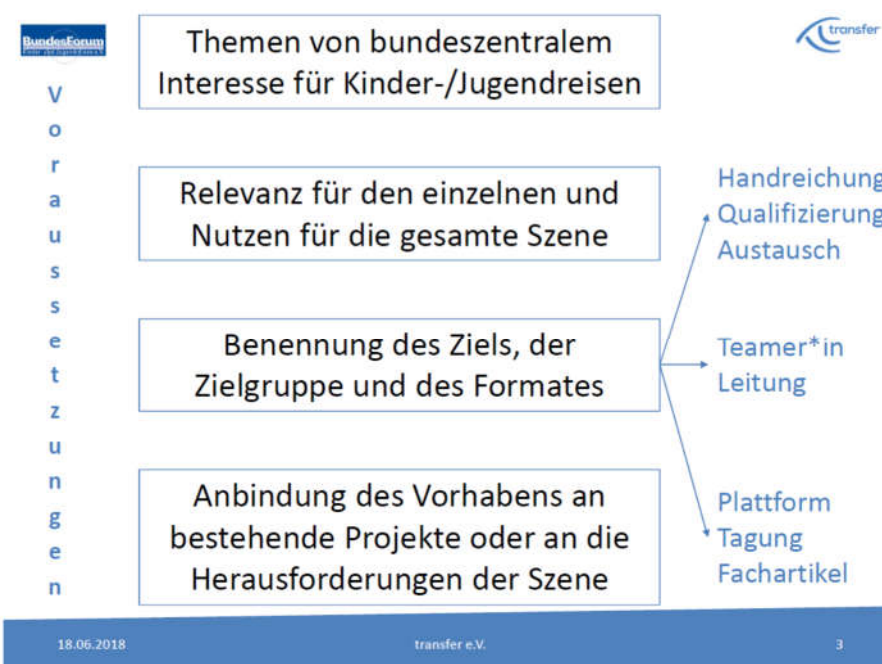 BundesForum
transfer
Themen von bundeszentralem
Interesse für Kinder-/Jugendreisen
Voraussetzungen
Relevanz für den einzelnen und
Nutzen für die gesamte Szene
Benennung des Ziels, der
Zielgruppe und des Formates
Anbindung des Vorhabens an
bestehende Projekte oder an die
Herausforderungen der Szene
Handreichung
Qualifizierung
Austausch
Teamer*in
Leitung
Plattform
Tagung
Fachartikel
18.06.2018
transfer e.V.
3